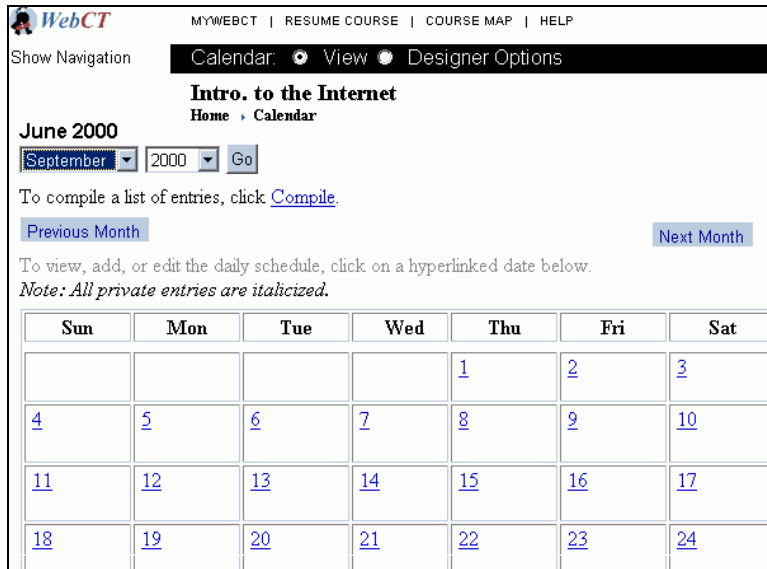 WebCT MYWEBCT | RESUME COURSE | COURSE MAP | HELP
Show Navigation Calendar: View Designer Options
Intro. to the Internet
Home Calendar
June 2000
September 2000 Go
To compile a list of entries, click Compile.
Previous Month Next Month
To view, add, or edit the daily schedule, click on a hyperlinked date below.
Note: All private entries are italicized.
Sun Mon Tue Wed Thu Fri Sat
1 2 3
4 5 6 7 8 9 10
11 12 13 14 15 16 17
18 19 20 21 22 23 24